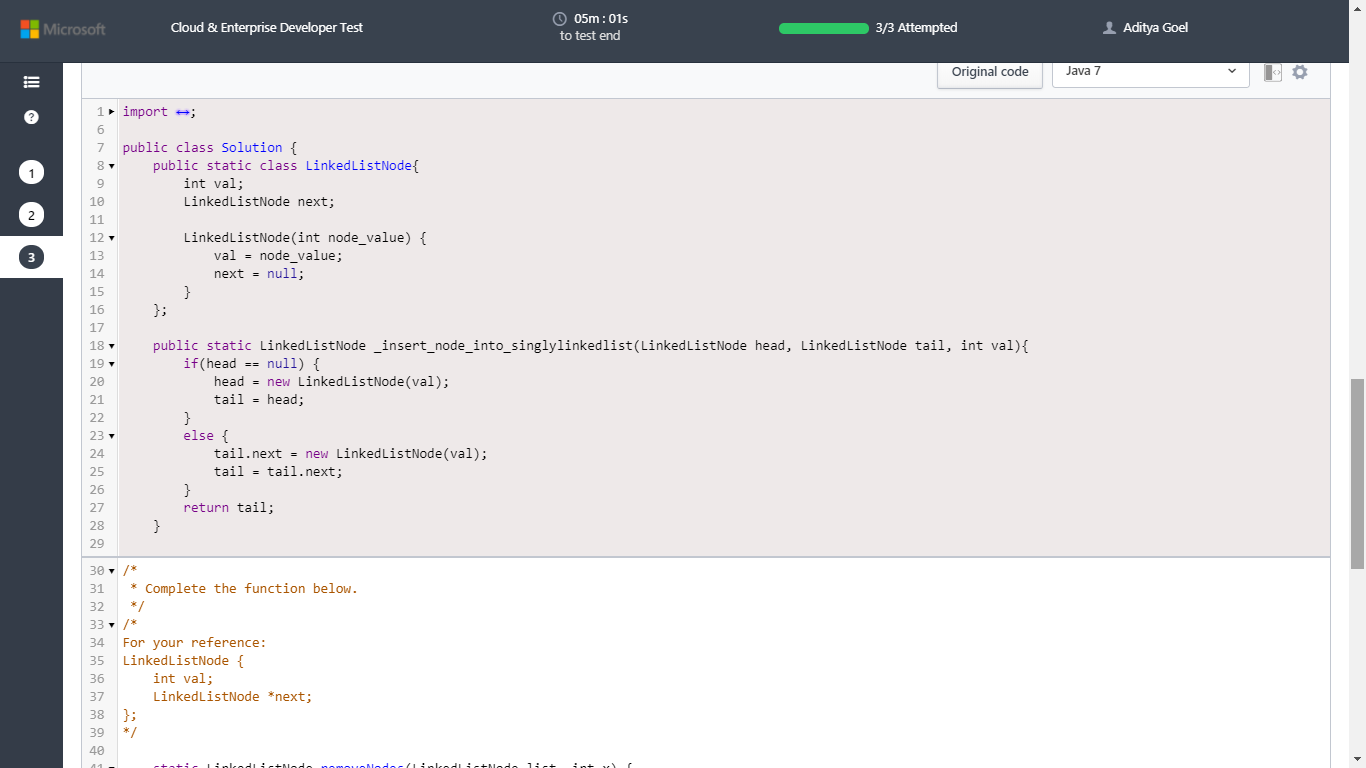 Microsoft
Cloud & Enterprise Developer Test
05m : 01s
to test end
3/3 Attempted
Aditya Goel
?
1
2
3
Original code
Java 7
1 import ↔;
6
7 public class Solution {
8     public static class LinkedListNode{
9         int val;
10         LinkedListNode next;
11
12         LinkedListNode(int node_value) {
13             val = node_value;
14             next = null;
15         }
16     };
17
18     public static LinkedListNode _insert_node_into_singlylinkedlist(LinkedListNode head, LinkedListNode tail, int val){
19         if(head == null) {
20             head = new LinkedListNode(val);
21             tail = head;
22         }
23         else {
24             tail.next = new LinkedListNode(val);
25             tail = tail.next;
26         }
27         return tail;
28     }
29
30 /*
31  * Complete the function below.
32  */
33 /*
34 For your reference:
35 LinkedListNode {
36     int val;
37     LinkedListNode *next;
38 };
39 */
40
41     static LinkedListNode removeNodes(LinkedListNode list, int x) {